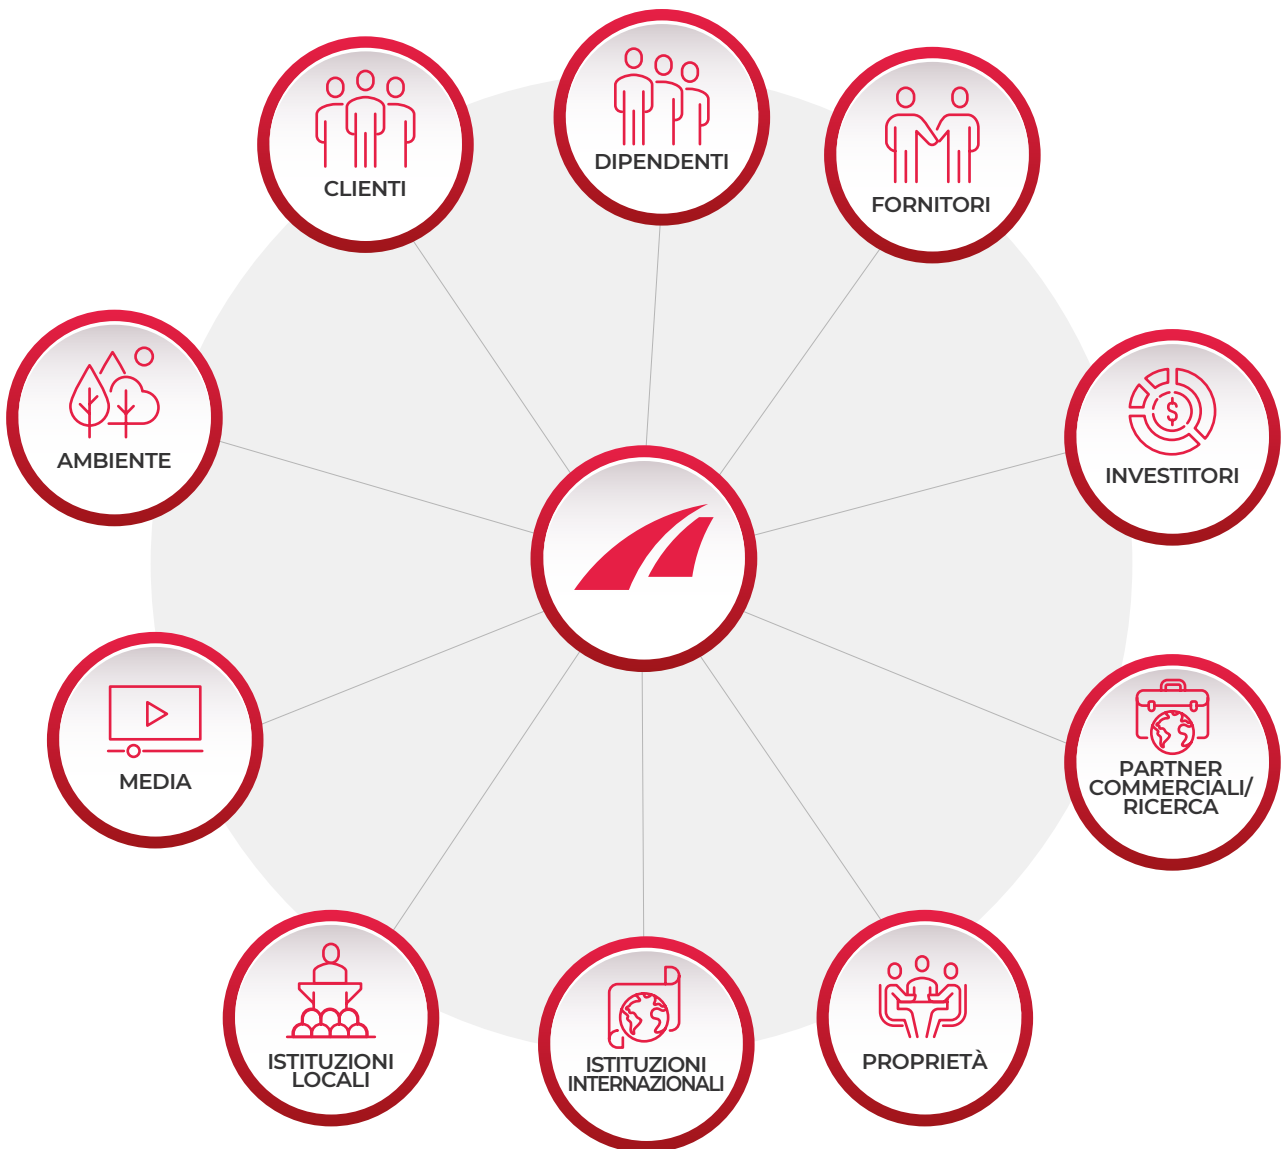 DIPENDENTI
CLIENTI
FORNITORI
AMBIENTE
INVESTITORI
MEDIA
PARTNER
COMMERCIALI/
RICERCA
ISTITUZIONI
LOCALI
ISTITUZIONI
INTERNAZIONALI
PROPRIETÀ